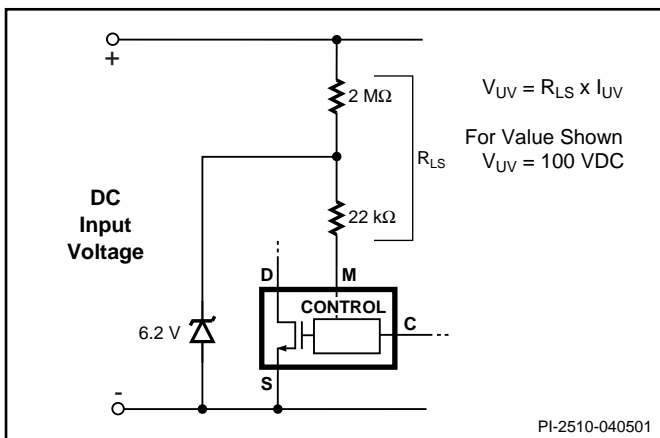 +
2 MΩ
V_UV = R_LS x I_UV
For Value Shown
V_UV = 100 VDC
R_LS
DC
Input
Voltage
22 kΩ
D
M
CONTROL
C
6.2 V
S
-
PI-2510-040501